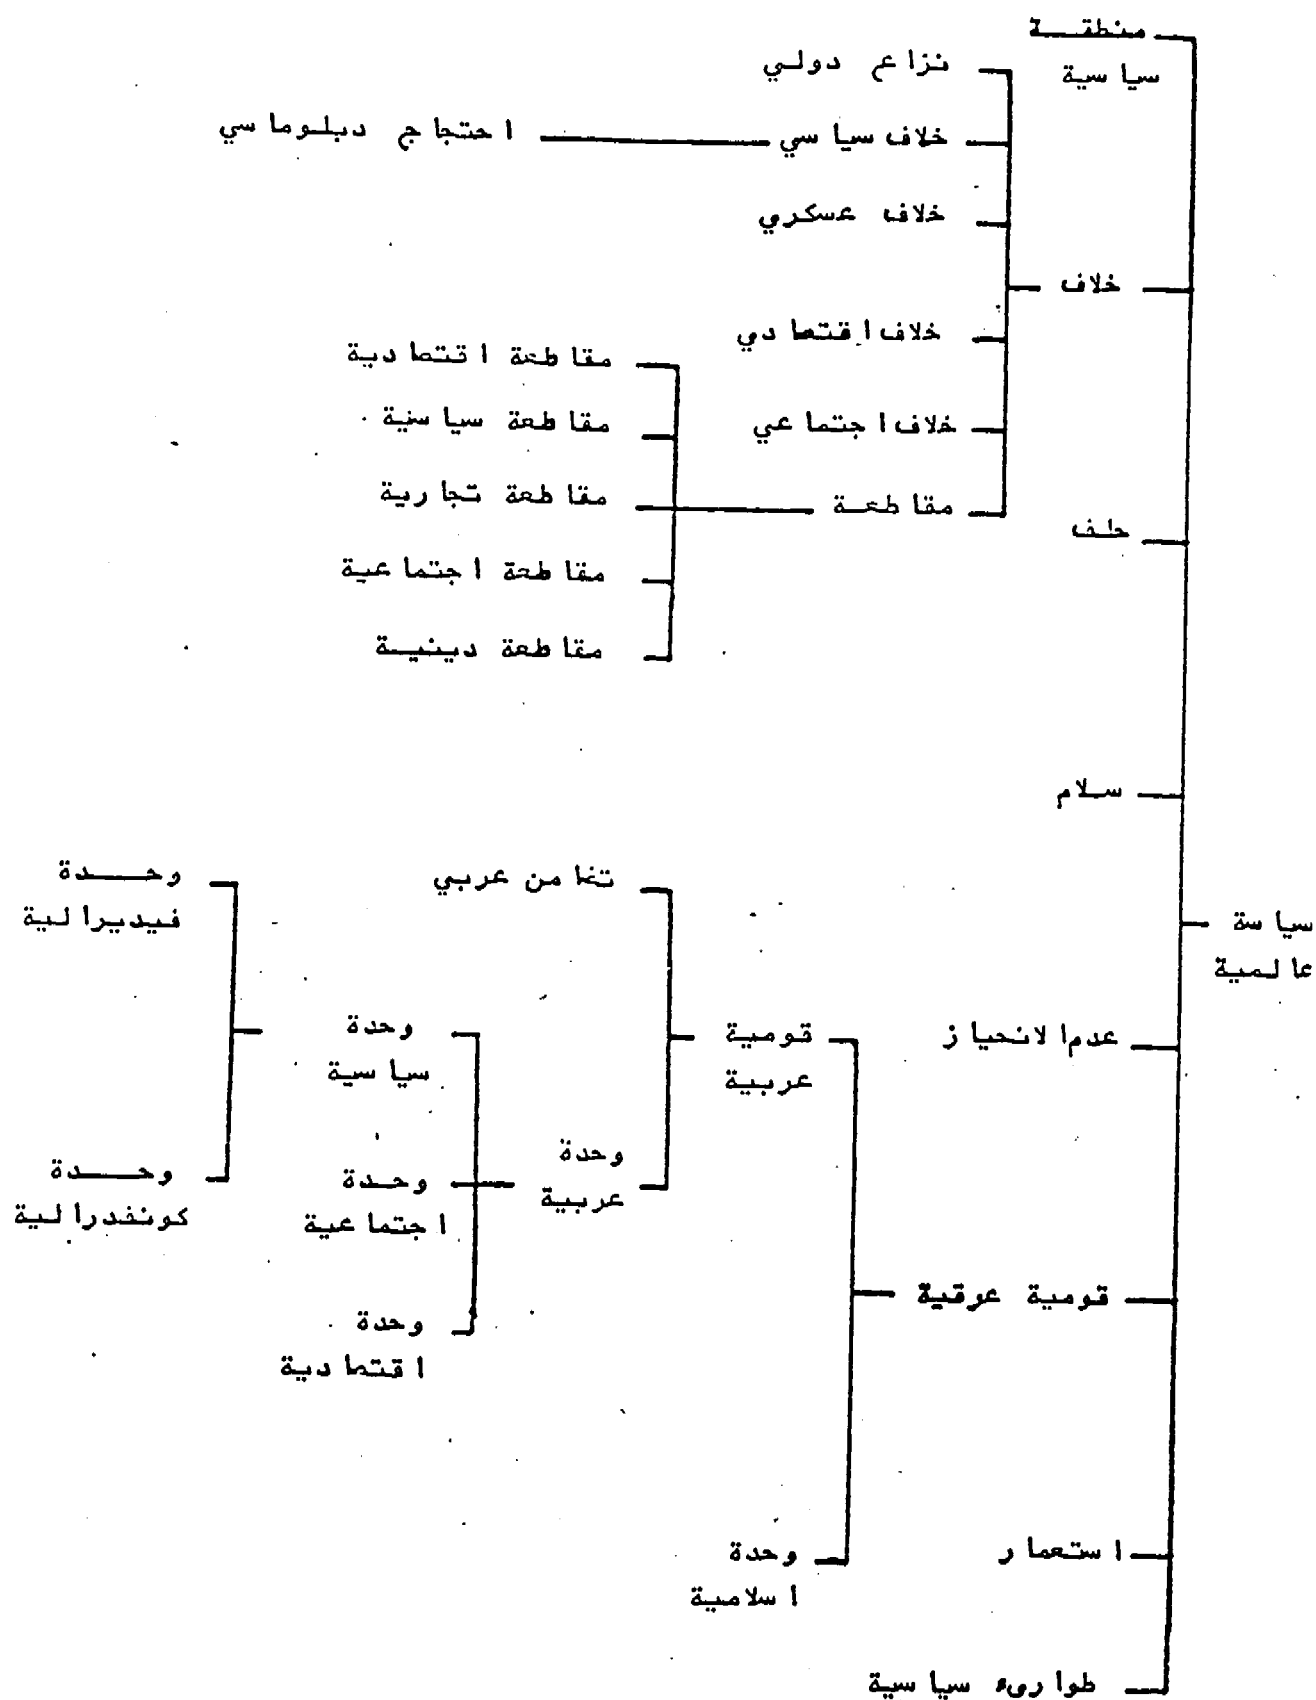 منطقة
سياسية
نزاع دولي
خلاف سياسي
احتجاج دبلوماسي
خلاف عسكري
خلاف
خلاف اقتصادي
مقاطعة اقتصادية
خلاف اجتماعي
مقاطعة سياسية
مقاطعة
مقاطعة تجارية
حلف
مقاطعة اجتماعية
مقاطعة دينية
سلام
تضامن عربي
وحدة
فيديرالية
سياسة
عالمية
عدم الانحياز
قومية
عربية
وحدة
سياسية
وحدة
عربية
وحدة
اجتماعية
وحدة
كونفدرالية
قومية عرقية
وحدة
اقتصادية
استعمار
وحدة
اسلامية
طوارىء سياسية